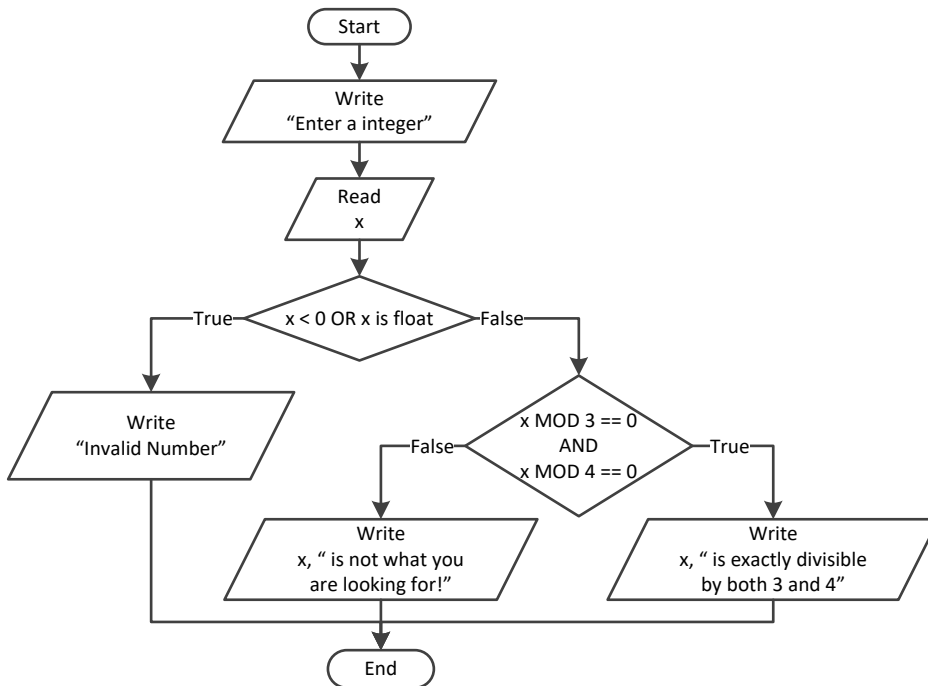 Start
Write
“Enter a integer”
Read
x
x < 0 OR x is float
True
False
Write
“Invalid Number”
x MOD 3 == 0
AND
x MOD 4 == 0
False
True
Write
x, “ is not what you
are looking for!”
Write
x, “ is exactly divisible
by both 3 and 4”
End